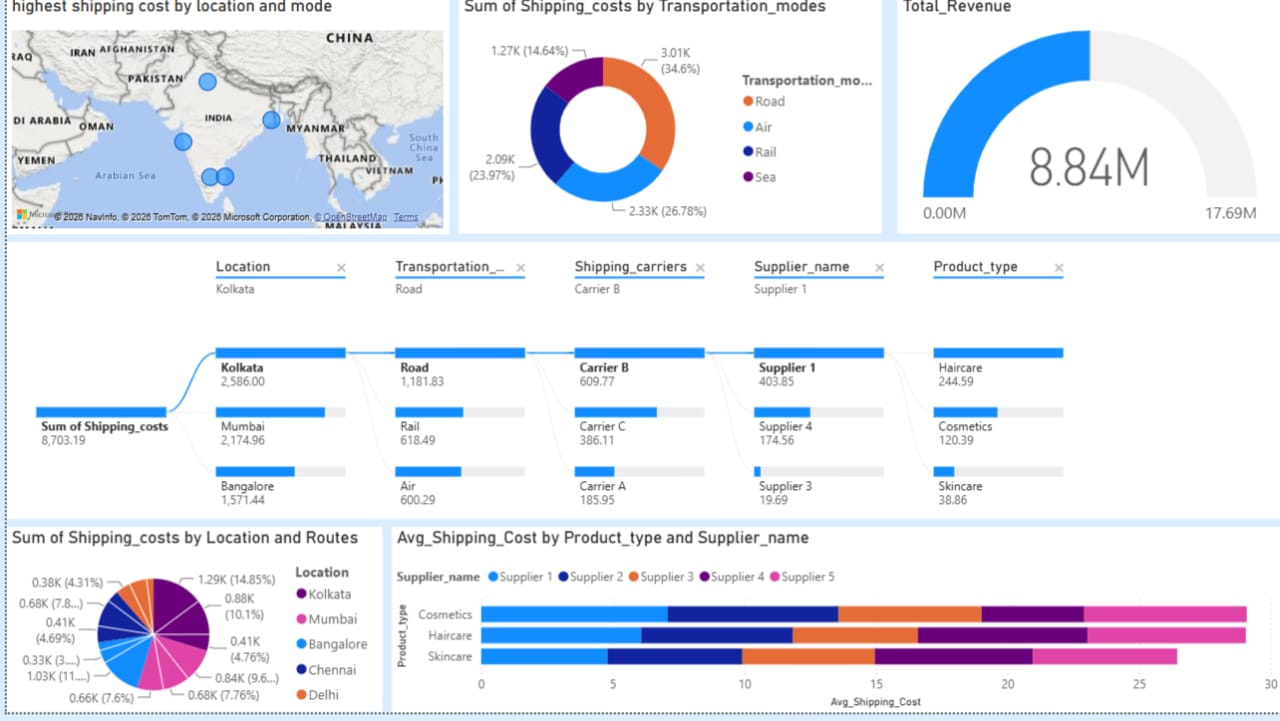 highest shipping cost by location and mode
CHINA
AFGHANISTAN
IRAN
PAKISTAN
INDIA
OMAN
MYANMAR
YEMEN
THAILAND
VIETNAM
South
China
Sea
Arabian Sea
© 2026 NavInfo, © 2026 TomTom, © 2026 Microsoft Corporation, © OpenStreetMap Terms
MALAYSIA
Sum of Shipping_costs by Transportation_modes
1.27K (14.64%)
3.01K
(34.6%)
2.09K
(23.97%)
2.33K (26.78%)
Transportation_mo...
Road
Air
Rail
Sea
Total_Revenue
8.84M
0.00M
17.69M
Location
Kolkata
Transportation_...
Road
Shipping_carriers
Carrier B
Supplier_name
Supplier 1
Product_type
Sum of Shipping_costs
8,703.19
Kolkata
2,586.00
Mumbai
2,174.96
Bangalore
1,571.44
Road
1,181.83
Rail
618.49
Air
600.29
Carrier B
609.77
Carrier C
386.11
Carrier A
185.95
Supplier 1
403.85
Supplier 4
174.56
Supplier 3
19.69
Haircare
244.59
Cosmetics
120.39
Skincare
38.86
Sum of Shipping_costs by Location and Routes
0.38K (4.31%)
1.29K (14.85%)
0.68K (7.8...)
0.88K
(10.1%)
0.41K
(4.69%)
0.41K
(4.76%)
0.33K (3....)
0.84K (9.6...)
1.03K (11....)
0.68K (7.76%)
0.66K (7.6%)
Location
Kolkata
Mumbai
Bangalore
Chennai
Delhi
Avg_Shipping_Cost by Product_type and Supplier_name
Supplier_name Supplier 1 Supplier 2 Supplier 3 Supplier 4 Supplier 5
Product_type
Cosmetics
Haircare
Skincare
0 5 10 15 20 25 30
Avg_Shipping_Cost